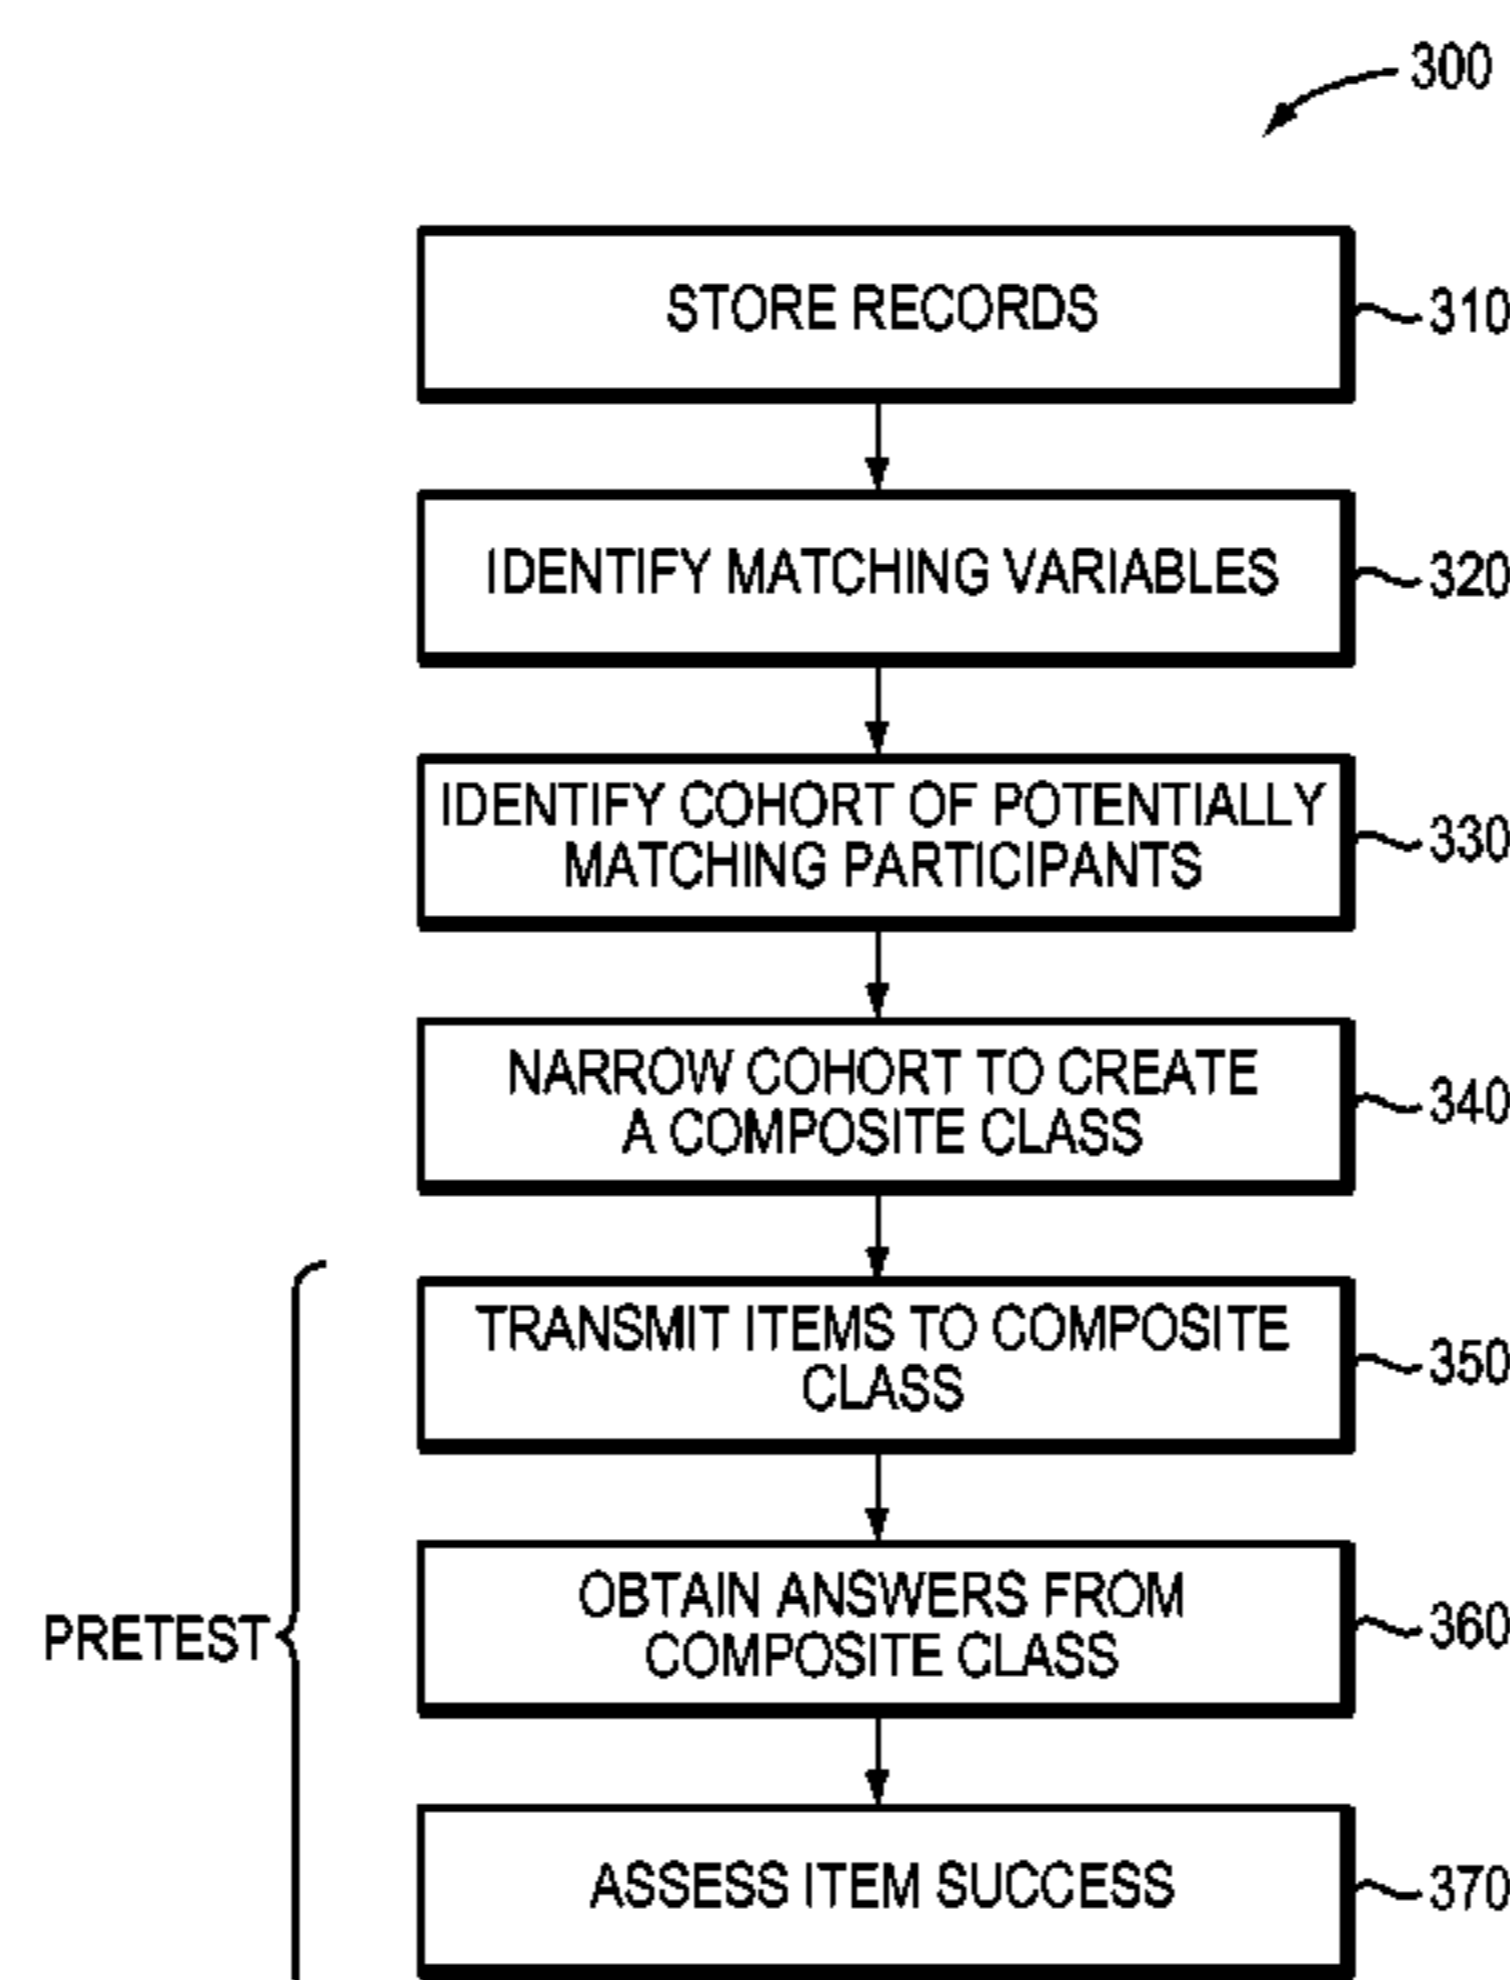 300
STORE RECORDS
310
IDENTIFY MATCHING VARIABLES
320
IDENTIFY COHORT OF POTENTIALLY
MATCHING PARTICIPANTS
330
NARROW COHORT TO CREATE
A COMPOSITE CLASS
340
TRANSMIT ITEMS TO COMPOSITE
CLASS
350
PRETEST
OBTAIN ANSWERS FROM
COMPOSITE CLASS
360
ASSESS ITEM SUCCESS
370